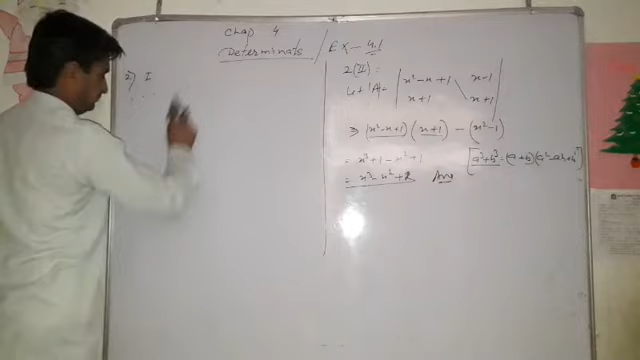 Chap 4
Determinats / EX - 4.1
2) I
2(II) :
Let |A| = | x² - x + 1 x - 1 |
| x + 1 x + 1 |
⇒ (x² - x + 1) (x + 1) - (x² - 1)
= x³ + 1 - x² + 1 [a³ + b³ = (a + b)(a² - ab + b²]
= x³ - x² + 2 Ans